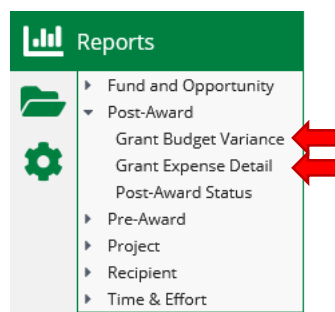 Reports
Fund and Opportunity
Post-Award
Grant Budget Variance
Grant Expense Detail
Post-Award Status
Pre-Award
Project
Recipient
Time & Effort